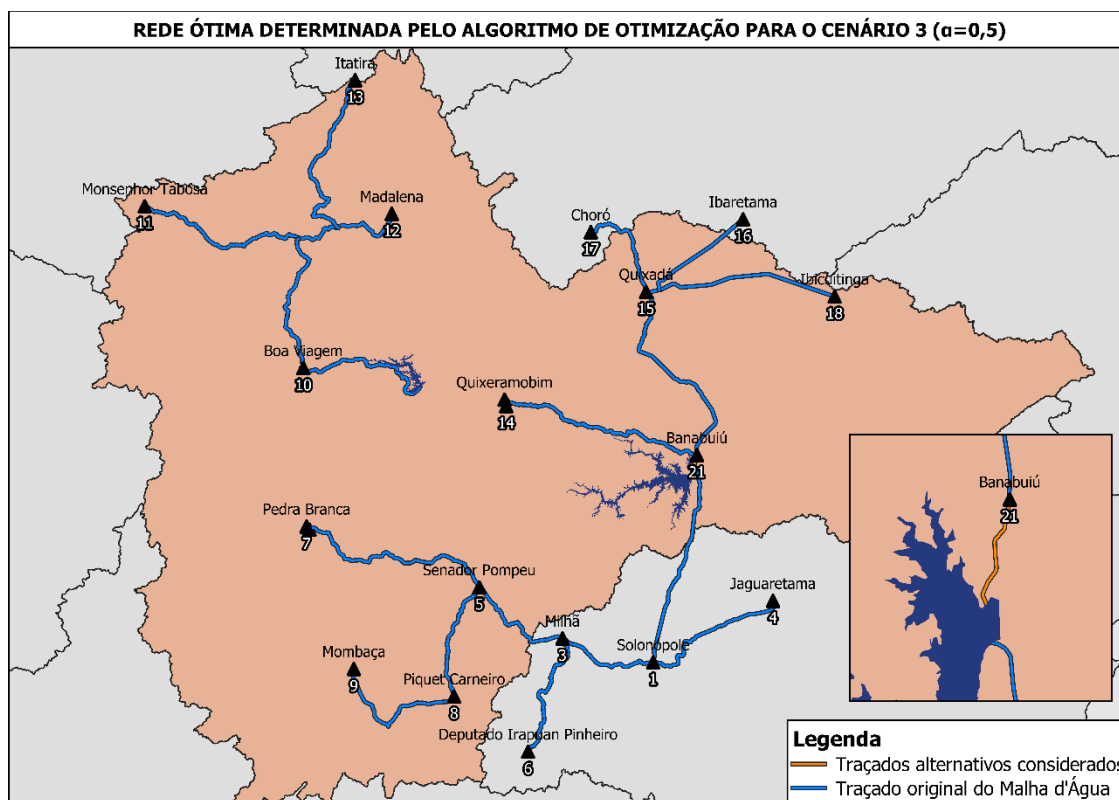 REDE ÓTIMA DETERMINADA PELO ALGORITMO DE OTIMIZAÇÃO PARA O CENÁRIO 3 (α=0,5)
Itatira
13
Monsenhor Tabosa
11
Madalena
12
Choró
17
Ibaretama
16
Quixadá
15
Ibicuitinga
18
Boa Viagem
10
Quixeramobim
14
Banabuiú
21
Pedra Branca
7
Senador Pompeu
5
Jaguaretama
4
Milhã
3
Solonópole
1
Mombaça
9
Piquet Carneiro
8
Deputado Irapuan Pinheiro
6
Banabuiú
21
Legenda
Traçados alternativos considerados
Traçado original do Malha d'Água